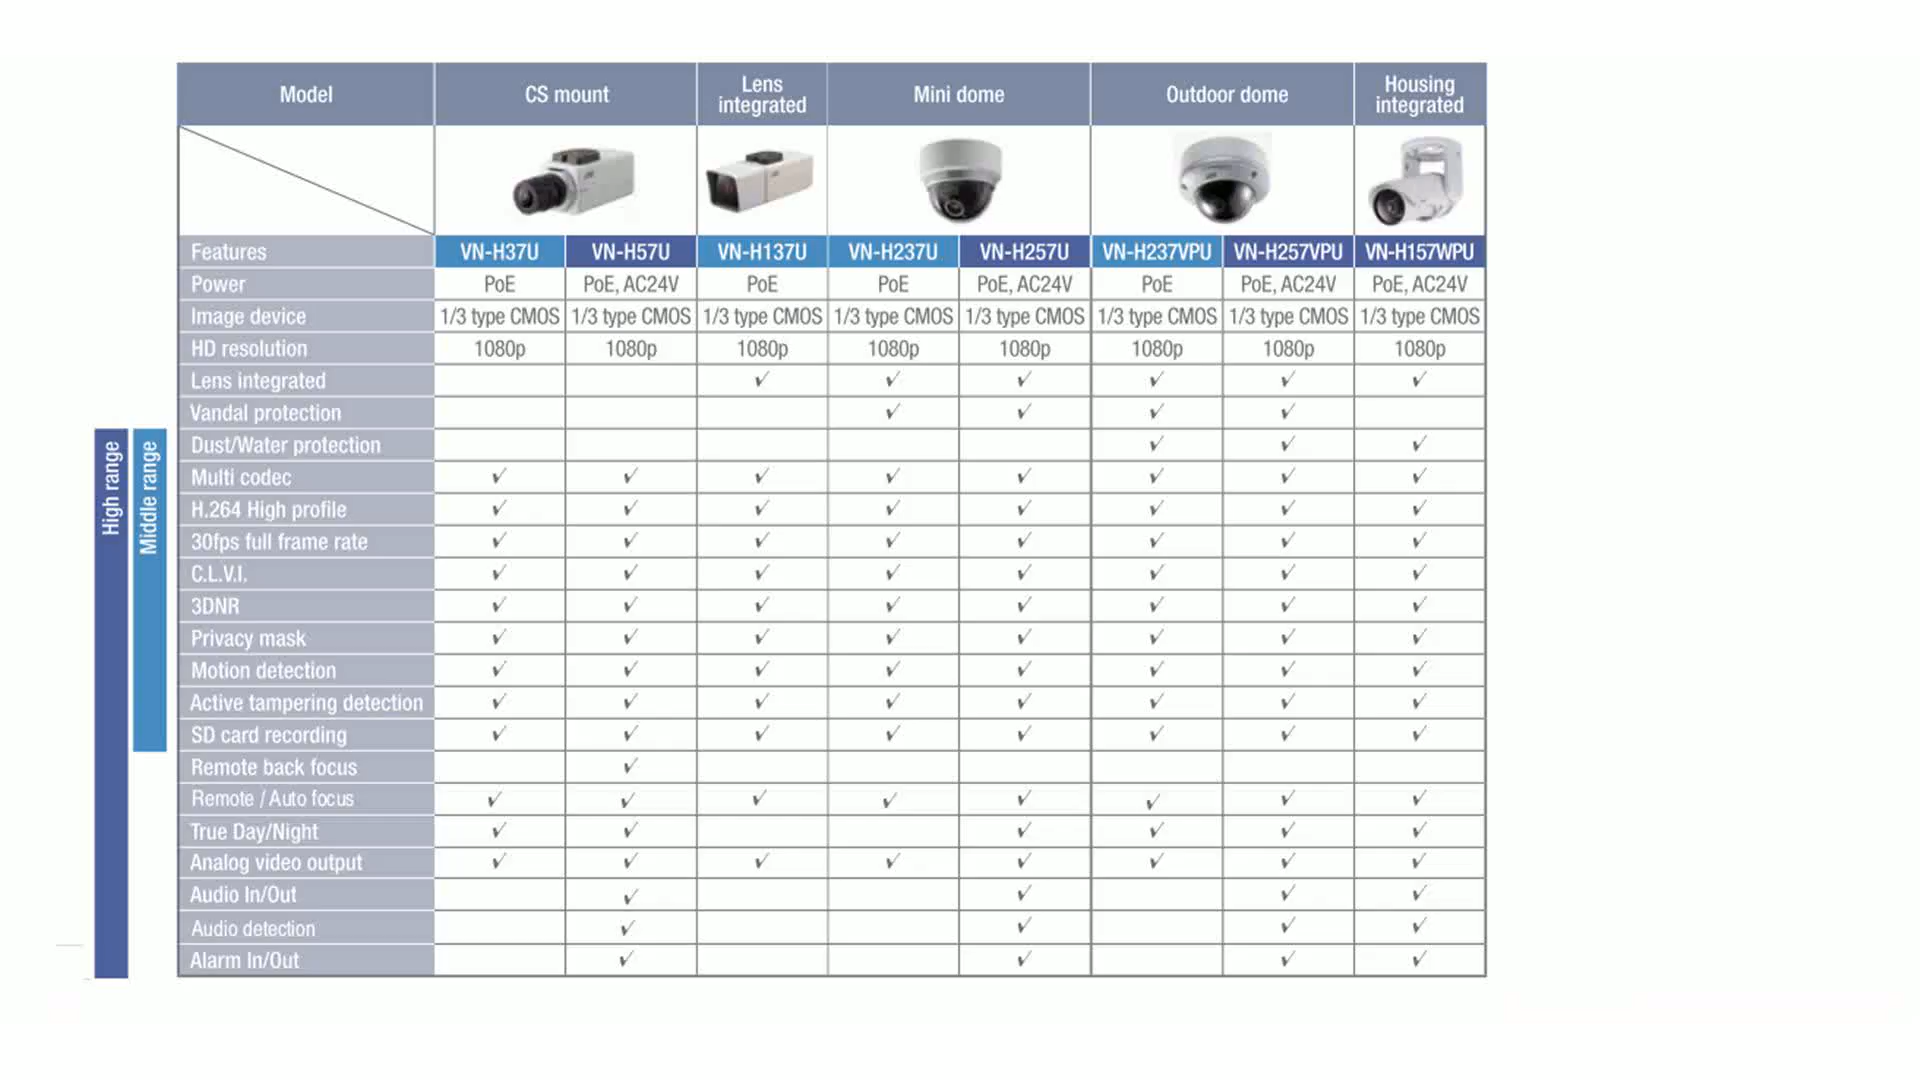 Model CS mount Lens integrated Mini dome Outdoor dome Housing integrated
Features VN-H37U VN-H57U VN-H137U VN-H237U VN-H257U VN-H237VPU VN-H257VPU VN-H157WPU
Power PoE PoE, AC24V PoE PoE PoE, AC24V PoE PoE, AC24V PoE, AC24V
Image device 1/3 type CMOS 1/3 type CMOS 1/3 type CMOS 1/3 type CMOS 1/3 type CMOS 1/3 type CMOS 1/3 type CMOS 1/3 type CMOS
HD resolution 1080p 1080p 1080p 1080p 1080p 1080p 1080p 1080p
Lens integrated ✓ ✓ ✓ ✓ ✓ ✓
Vandal protection ✓ ✓ ✓ ✓
High range
Middle range
Dust/Water protection ✓ ✓ ✓
Multi codec ✓ ✓ ✓ ✓ ✓ ✓ ✓ ✓
H.264 High profile ✓ ✓ ✓ ✓ ✓ ✓ ✓ ✓
30fps full frame rate ✓ ✓ ✓ ✓ ✓ ✓ ✓ ✓
C.L.V.I. ✓ ✓ ✓ ✓ ✓ ✓ ✓ ✓
3DNR ✓ ✓ ✓ ✓ ✓ ✓ ✓ ✓
Privacy mask ✓ ✓ ✓ ✓ ✓ ✓ ✓ ✓
Motion detection ✓ ✓ ✓ ✓ ✓ ✓ ✓ ✓
Active tampering detection ✓ ✓ ✓ ✓ ✓ ✓ ✓ ✓
SD card recording ✓ ✓ ✓ ✓ ✓ ✓ ✓ ✓
Remote back focus ✓
Remote / Auto focus ✓ ✓ ✓ ✓ ✓ ✓ ✓ ✓
True Day/Night ✓ ✓ ✓ ✓ ✓ ✓
Analog video output ✓ ✓ ✓ ✓ ✓ ✓ ✓ ✓
Audio In/Out ✓ ✓ ✓ ✓
Audio detection ✓ ✓ ✓ ✓
Alarm In/Out ✓ ✓ ✓ ✓